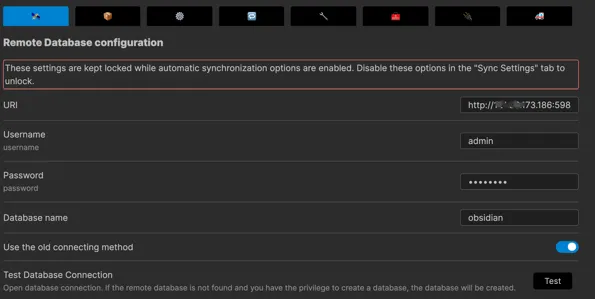 Remote Database configuration
These settings are kept locked while automatic synchronization options are enabled. Disable these options in the "Sync Settings" tab to
unlock.
URI
http://
73.186:598
Username
username
admin
Password
password
••••••••
Database name
obsidian
Use the old connecting method
Test Database Connection
Open database connection. If the remote database is not found and you have the privilege to create a database, the database will be created.
Test